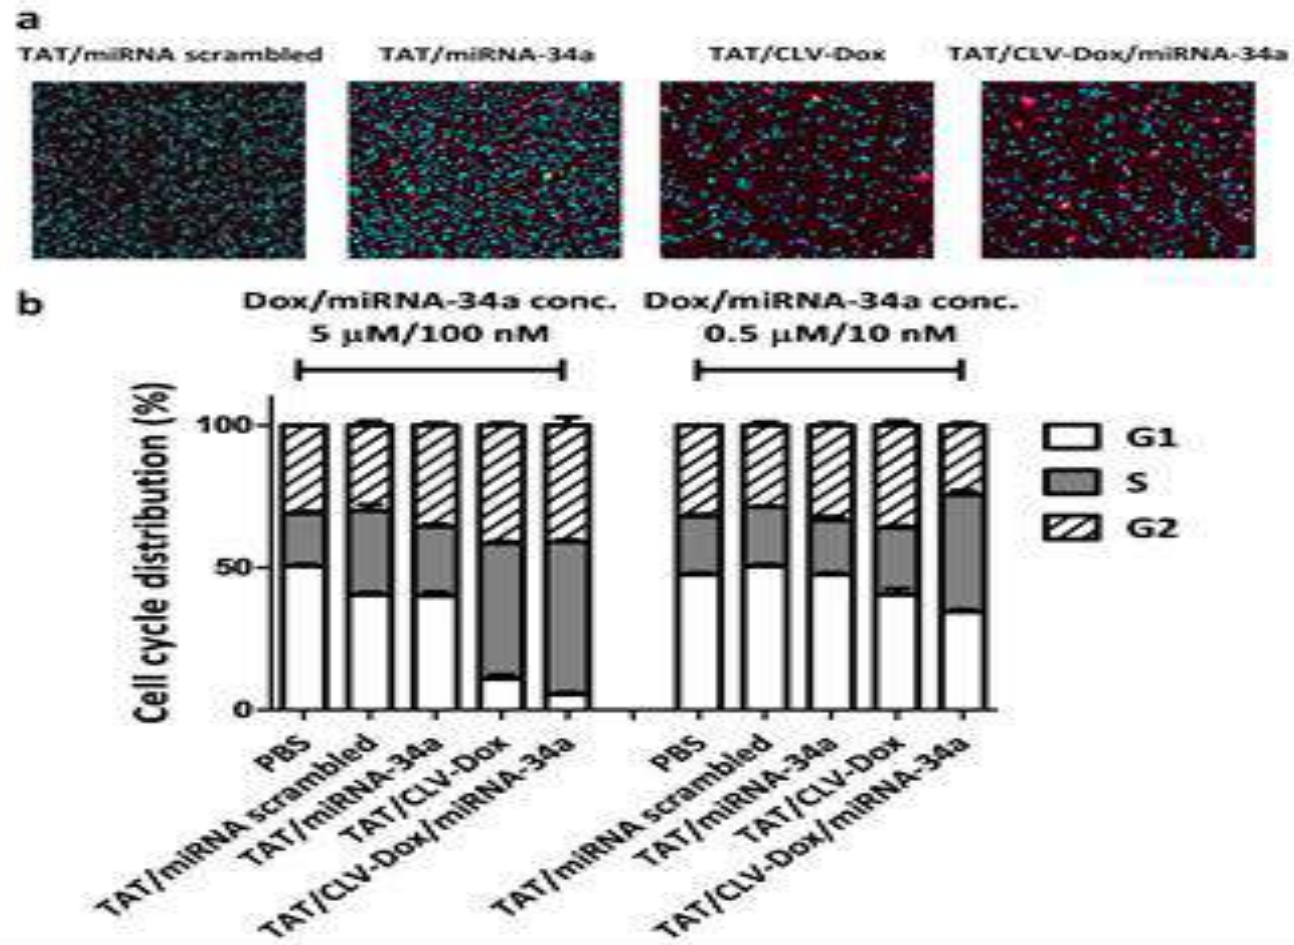 a
TAT/miRNA scrambled TAT/miRNA-34a TAT/CLV-Dox TAT/CLV-Dox/miRNA-34a
b
Dox/miRNA-34a conc. Dox/miRNA-34a conc.
5 μM/100 nM 0.5 μM/10 nM
Cell cycle distribution (%)
100
50
0
G1
S
G2
PBS
TAT/miRNA scrambled
TAT/miRNA-34a
TAT/CLV-Dox
TAT/CLV-Dox/miRNA-34a
PBS
TAT/miRNA scrambled
TAT/miRNA-34a
TAT/CLV-Dox
TAT/CLV-Dox/miRNA-34a